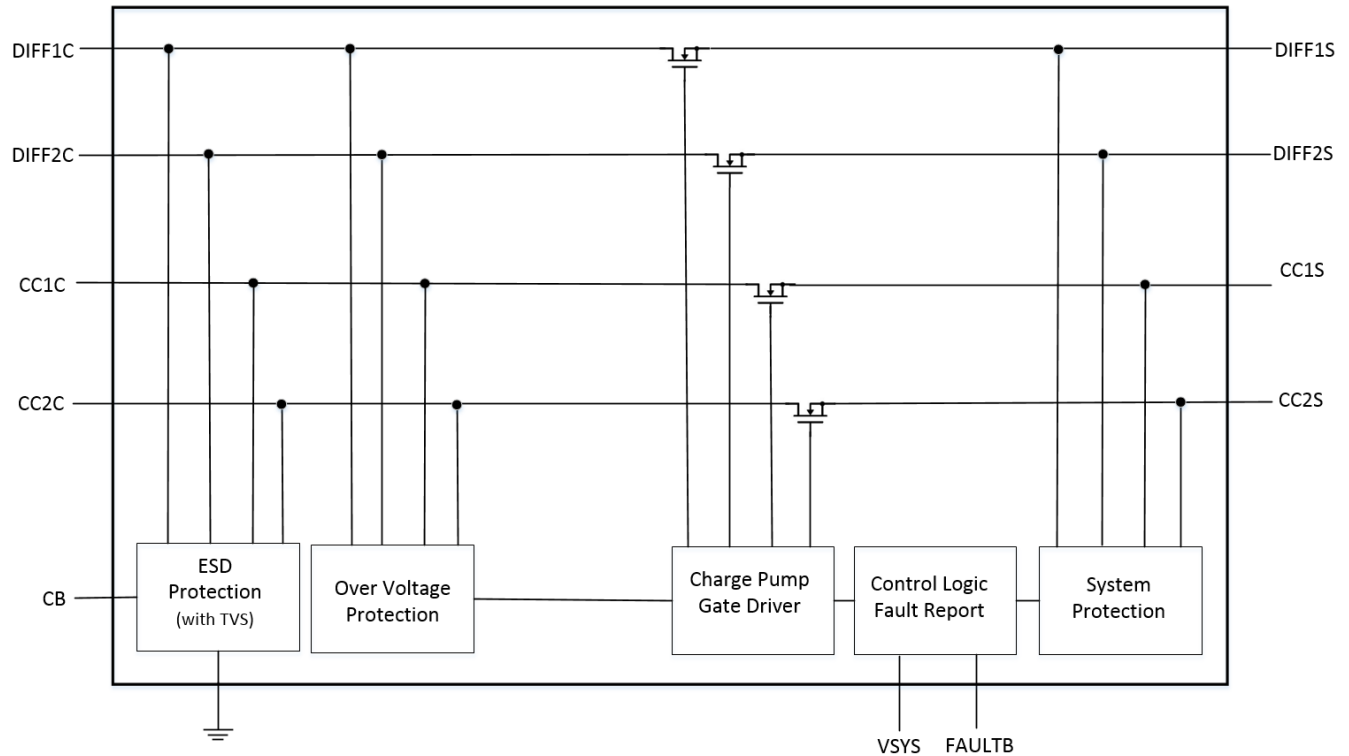 DIFF1C
DIFF1S
DIFF2C
DIFF2S
CC1C
CC1S
CC2C
CC2S
CB
ESD
Protection
(with TVS)
Over Voltage
Protection
Charge Pump
Gate Driver
Control Logic
Fault Report
System
Protection
VSYS
FAULTB